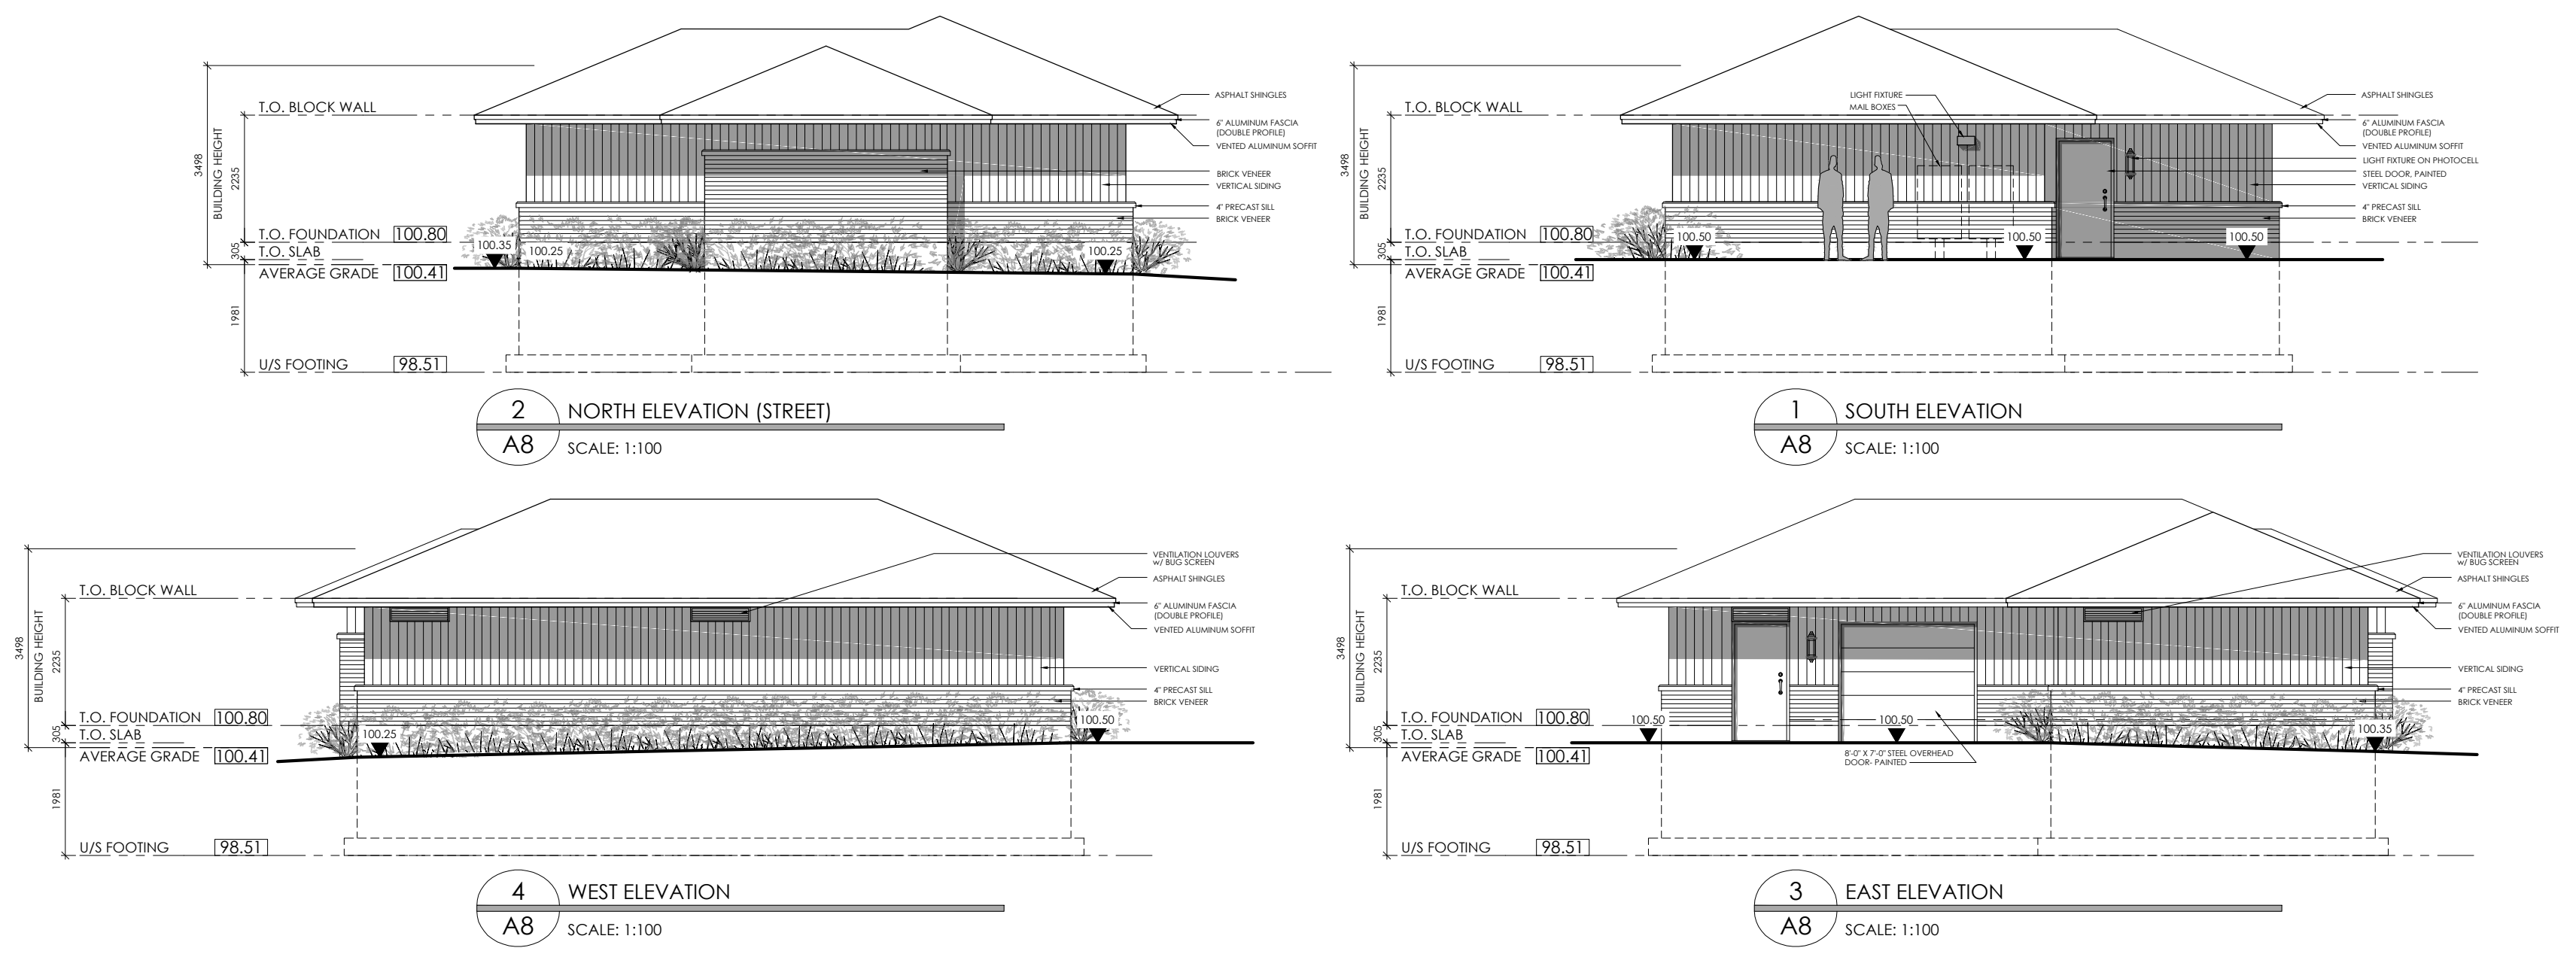 T.O. BLOCK WALL
3498
BUILDING HEIGHT
2235
T.O. FOUNDATION 100.80
305
T.O. SLAB
AVERAGE GRADE 100.41
1981
U/S FOOTING 98.51
100.35
100.25
100.25
ASPHALT SHINGLES
6" ALUMINUM FASCIA
(DOUBLE PROFILE)
VENTED ALUMINUM SOFFIT
BRICK VENEER
VERTICAL SIDING
4" PRECAST SILL
BRICK VENEER
2
A8
NORTH ELEVATION (STREET)
SCALE: 1:100
T.O. BLOCK WALL
3498
BUILDING HEIGHT
2235
T.O. FOUNDATION 100.80
305
T.O. SLAB
AVERAGE GRADE 100.41
1981
U/S FOOTING 98.51
LIGHT FIXTURE
MAIL BOXES
100.50
100.50
100.50
ASPHALT SHINGLES
6" ALUMINUM FASCIA
(DOUBLE PROFILE)
VENTED ALUMINUM SOFFIT
LIGHT FIXTURE ON PHOTOCELL
STEEL DOOR, PAINTED
VERTICAL SIDING
4" PRECAST SILL
BRICK VENEER
1
A8
SOUTH ELEVATION
SCALE: 1:100
T.O. BLOCK WALL
3498
BUILDING HEIGHT
2235
T.O. FOUNDATION 100.80
305
T.O. SLAB
AVERAGE GRADE 100.41
1981
U/S FOOTING 98.51
100.25
100.50
VENTILATION LOUVERS
w/ BUG SCREEN
ASPHALT SHINGLES
6" ALUMINUM FASCIA
(DOUBLE PROFILE)
VENTED ALUMINUM SOFFIT
VERTICAL SIDING
4" PRECAST SILL
BRICK VENEER
4
A8
WEST ELEVATION
SCALE: 1:100
T.O. BLOCK WALL
3498
BUILDING HEIGHT
2235
T.O. FOUNDATION 100.80
305
T.O. SLAB
AVERAGE GRADE 100.41
1981
U/S FOOTING 98.51
100.50
100.50
100.35
8'-0" X 7'-0" STEEL OVERHEAD
DOOR- PAINTED
VENTILATION LOUVERS
w/ BUG SCREEN
ASPHALT SHINGLES
6" ALUMINUM FASCIA
(DOUBLE PROFILE)
VENTED ALUMINUM SOFFIT
VERTICAL SIDING
4" PRECAST SILL
BRICK VENEER
3
A8
EAST ELEVATION
SCALE: 1:100